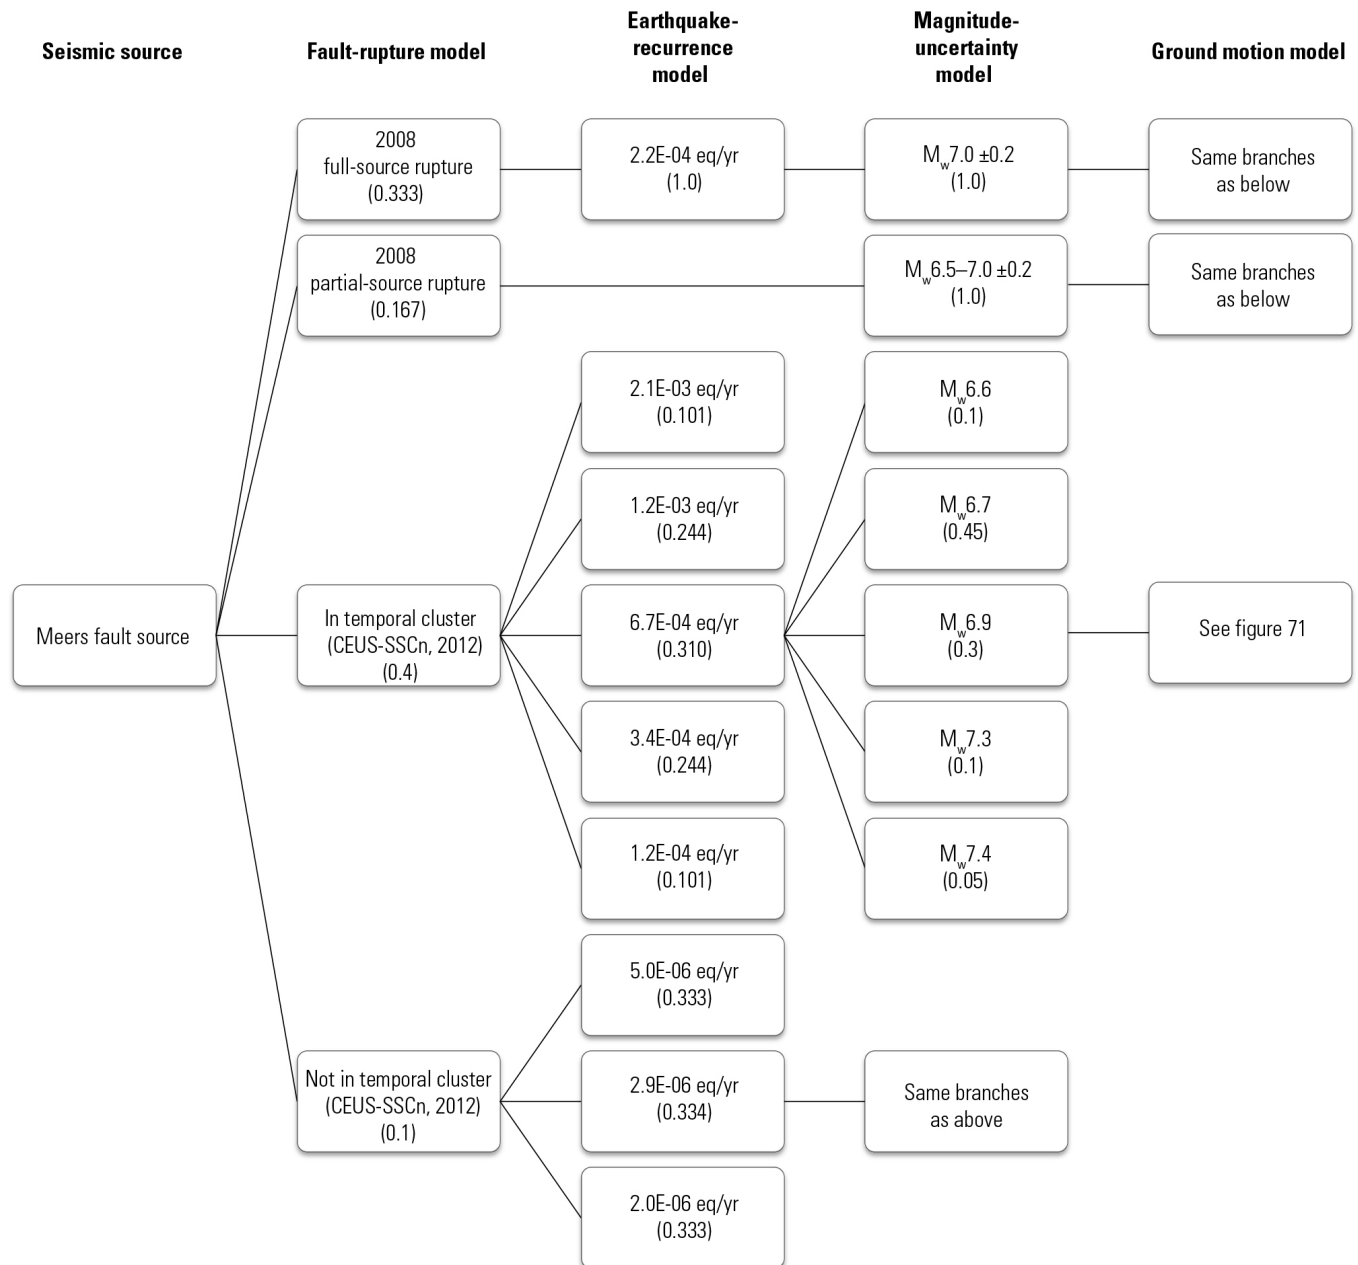 Seismic source
Fault-rupture model
Earthquake-
recurrence
model
Magnitude-
uncertainty
model
Ground motion model
2008
full-source rupture
(0.333)
2.2E-04 eq/yr
(1.0)
Mw7.0 ±0.2
(1.0)
Same branches
as below
2008
partial-source rupture
(0.167)
Mw6.5–7.0 ±0.2
(1.0)
Same branches
as below
Meers fault source
In temporal cluster
(CEUS-SSCn, 2012)
(0.4)
2.1E-03 eq/yr
(0.101)
1.2E-03 eq/yr
(0.244)
6.7E-04 eq/yr
(0.310)
3.4E-04 eq/yr
(0.244)
1.2E-04 eq/yr
(0.101)
Mw6.6
(0.1)
Mw6.7
(0.45)
Mw6.9
(0.3)
Mw7.3
(0.1)
Mw7.4
(0.05)
See figure 71
Not in temporal cluster
(CEUS-SSCn, 2012)
(0.1)
5.0E-06 eq/yr
(0.333)
2.9E-06 eq/yr
(0.334)
2.0E-06 eq/yr
(0.333)
Same branches
as above